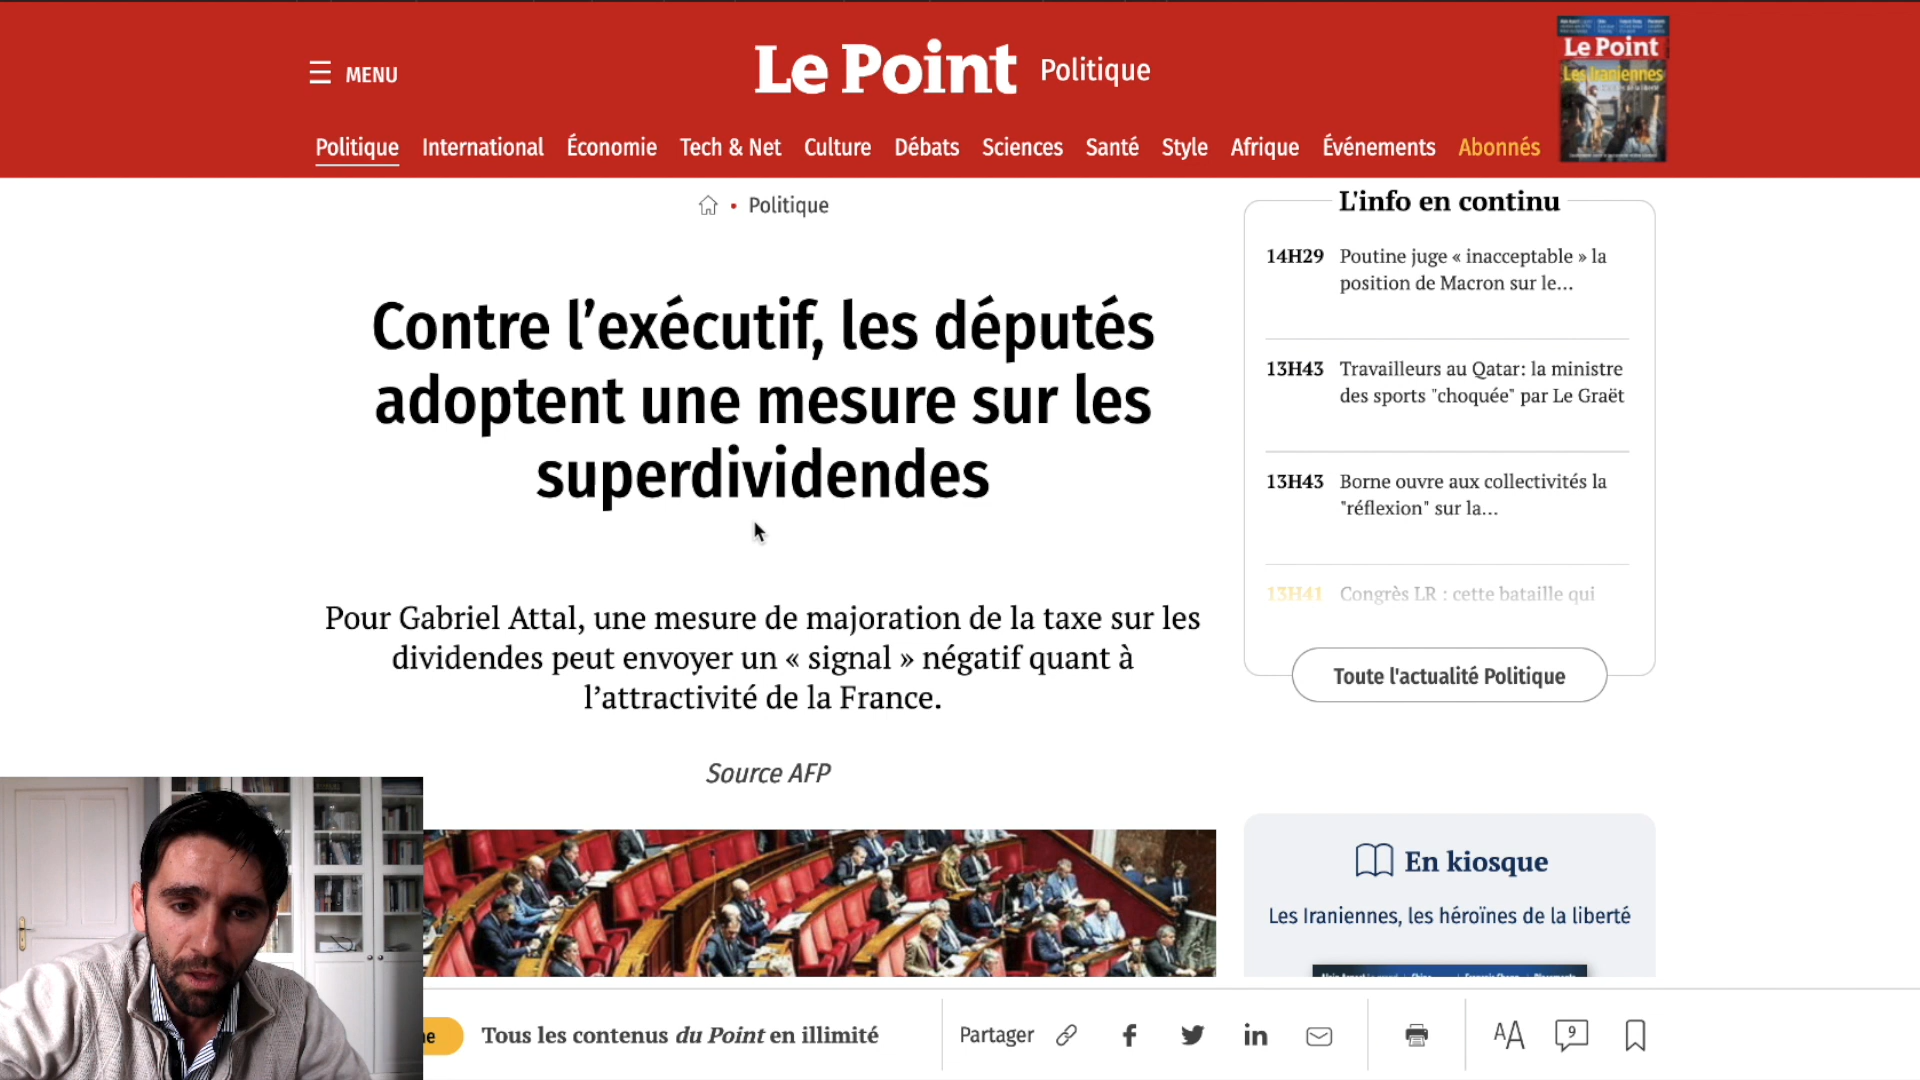 MENU
Le Point Politique
Le Point
Les Iraniennes
Politique International Économie Tech & Net Culture Débats Sciences Santé Style Afrique Événements Abonnés
• Politique
Contre l’exécutif, les députés
adoptent une mesure sur les
superdividendes
Pour Gabriel Attal, une mesure de majoration de la taxe sur les
dividendes peut envoyer un « signal » négatif quant à
l’attractivité de la France.
Source AFP
L'info en continu
14H29 Poutine juge « inacceptable » la
position de Macron sur le...
13H43 Travailleurs au Qatar: la ministre
des sports "choquée" par Le Graët
13H43 Borne ouvre aux collectivités la
"réflexion" sur la...
13H41 Congrès LR : cette bataille qui
Toute l'actualité Politique
En kiosque
Les Iraniennes, les héroïnes de la liberté
Tous les contenus du Point en illimité
Partager
AA
9